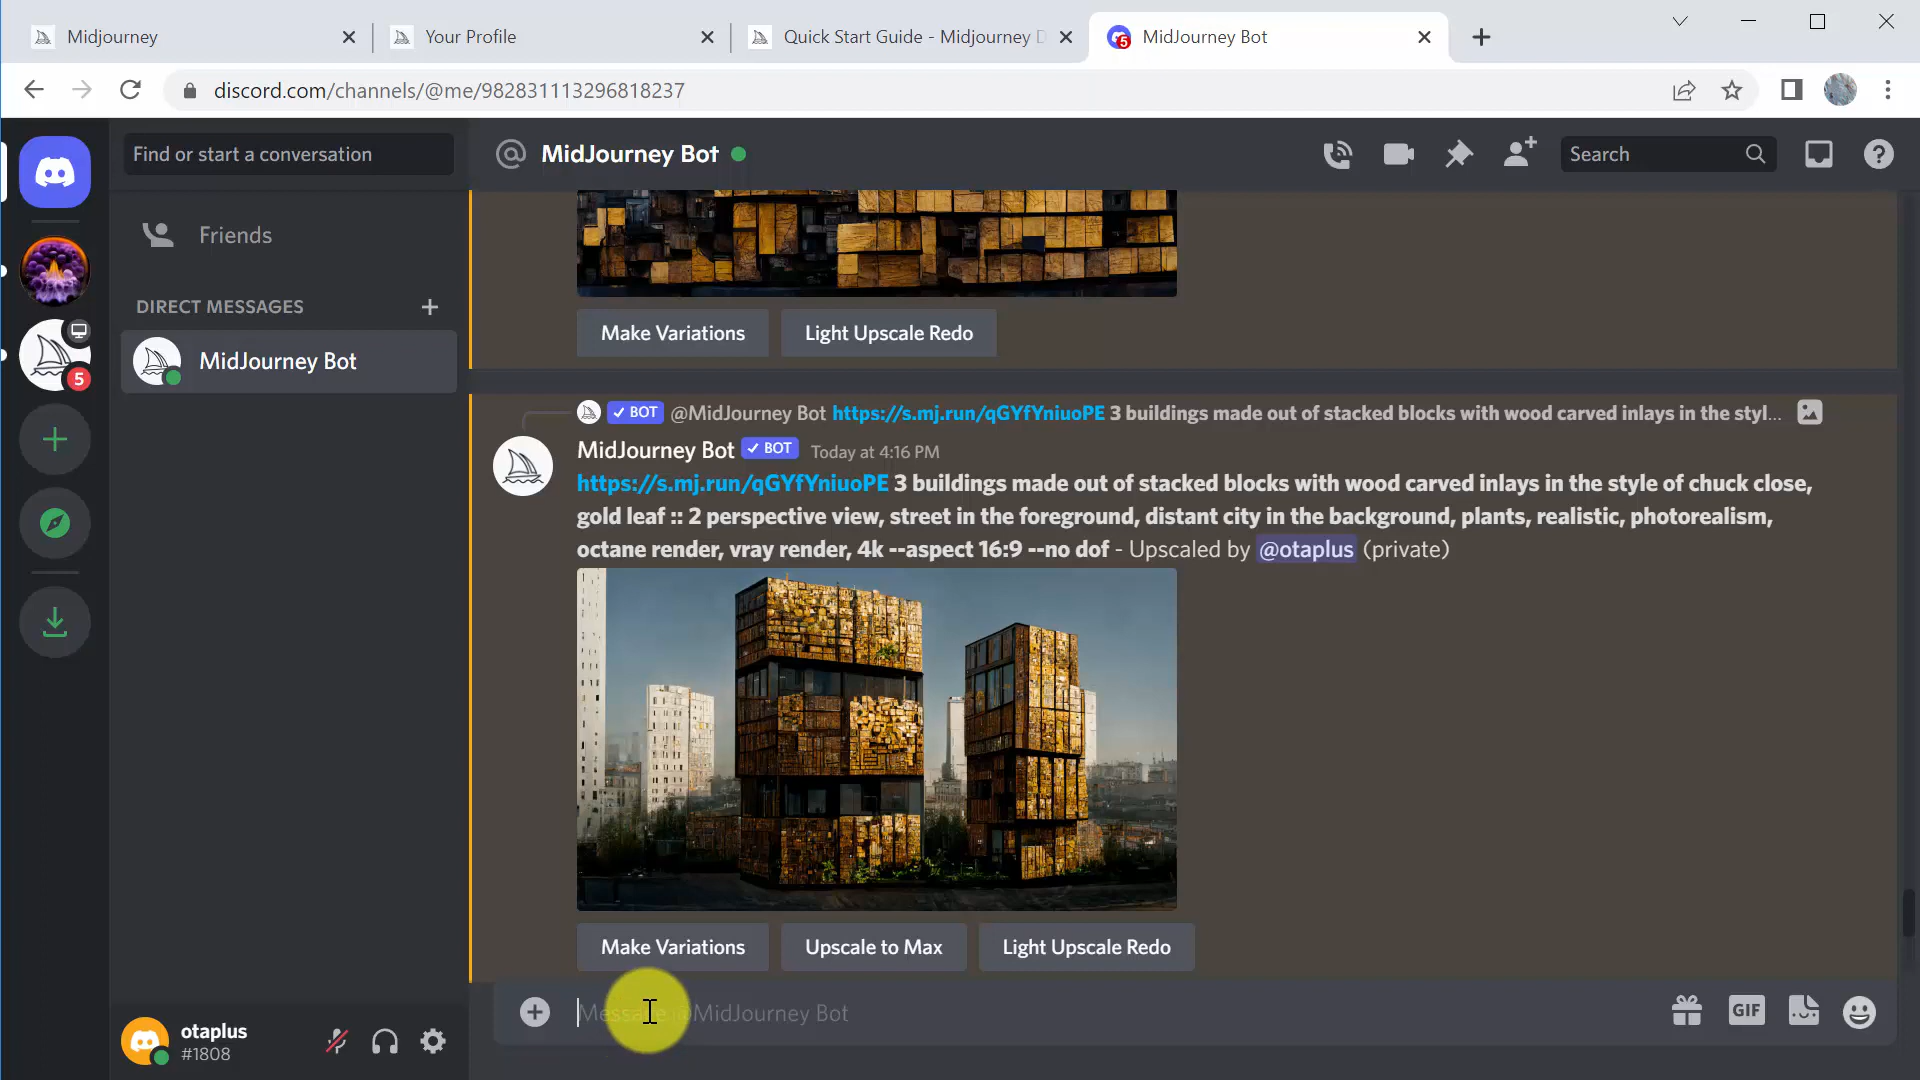 Midjourney
Your Profile
Quick Start Guide - Midjourney D
5
MidJourney Bot
discord.com/channels/@me/982831113296818237
Find or start a conversation
MidJourney Bot
Search
Friends
DIRECT MESSAGES
MidJourney Bot
5
Make Variations
Light Upscale Redo
BOT @MidJourney Bot https://s.mj.run/qGYfYniuoPE 3 buildings made out of stacked blocks with wood carved inlays in the styl...
MidJourney Bot BOT Today at 4:16 PM
https://s.mj.run/qGYfYniuoPE 3 buildings made out of stacked blocks with wood carved inlays in the style of chuck close,
gold leaf :: 2 perspective view, street in the foreground, distant city in the background, plants, realistic, photorealism,
octane render, vray render, 4k --aspect 16:9 --no dof - Upscaled by @otaplus (private)
Make Variations
Upscale to Max
Light Upscale Redo
Message @MidJourney Bot
GIF
otaplus
#1808